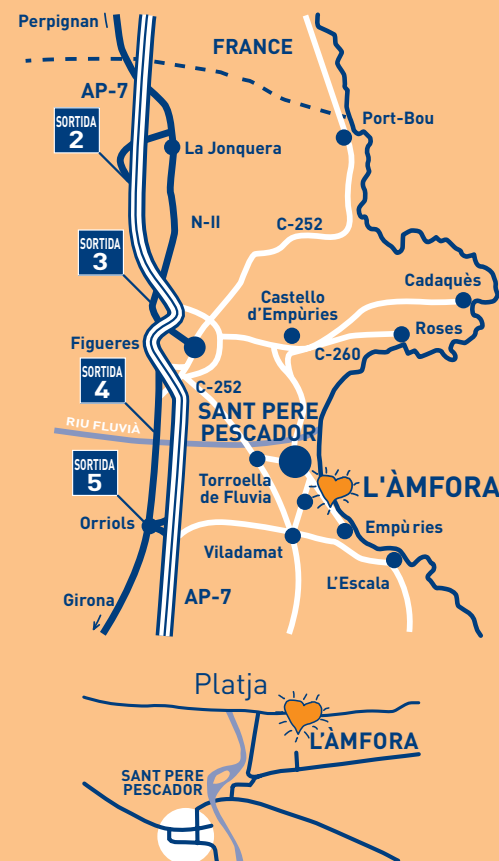 Perpignan
FRANCE
AP-7
SORTIDA
2
Port-Bou
La Jonquera
N-II
C-252
SORTIDA
3
Cadaquès
Castello
d'Empùries
Roses
Figueres
C-260
SORTIDA
4
C-252
SANT PERE
PESCADOR
RIU FLUVIÀ
SORTIDA
5
Torroella
de Fluvia
L'ÀMFORA
Orriols
Empùries
Viladamat
L'Escala
Girona
AP-7
Platja
L'ÀMFORA
SANT PERE
PESCADOR